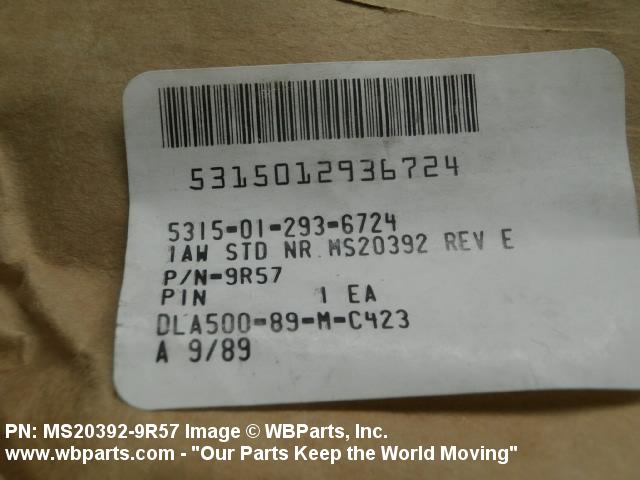 5315012936724
5315-01-293-6724
1AW STD NR MS20392 REV E
P/N-9R57
PIN 1 EA
DLA500-89-M-C423
A 9/89
PN: MS20392-9R57 Image © WBParts, Inc.
www.wbparts.com - "Our Parts Keep the World Moving"